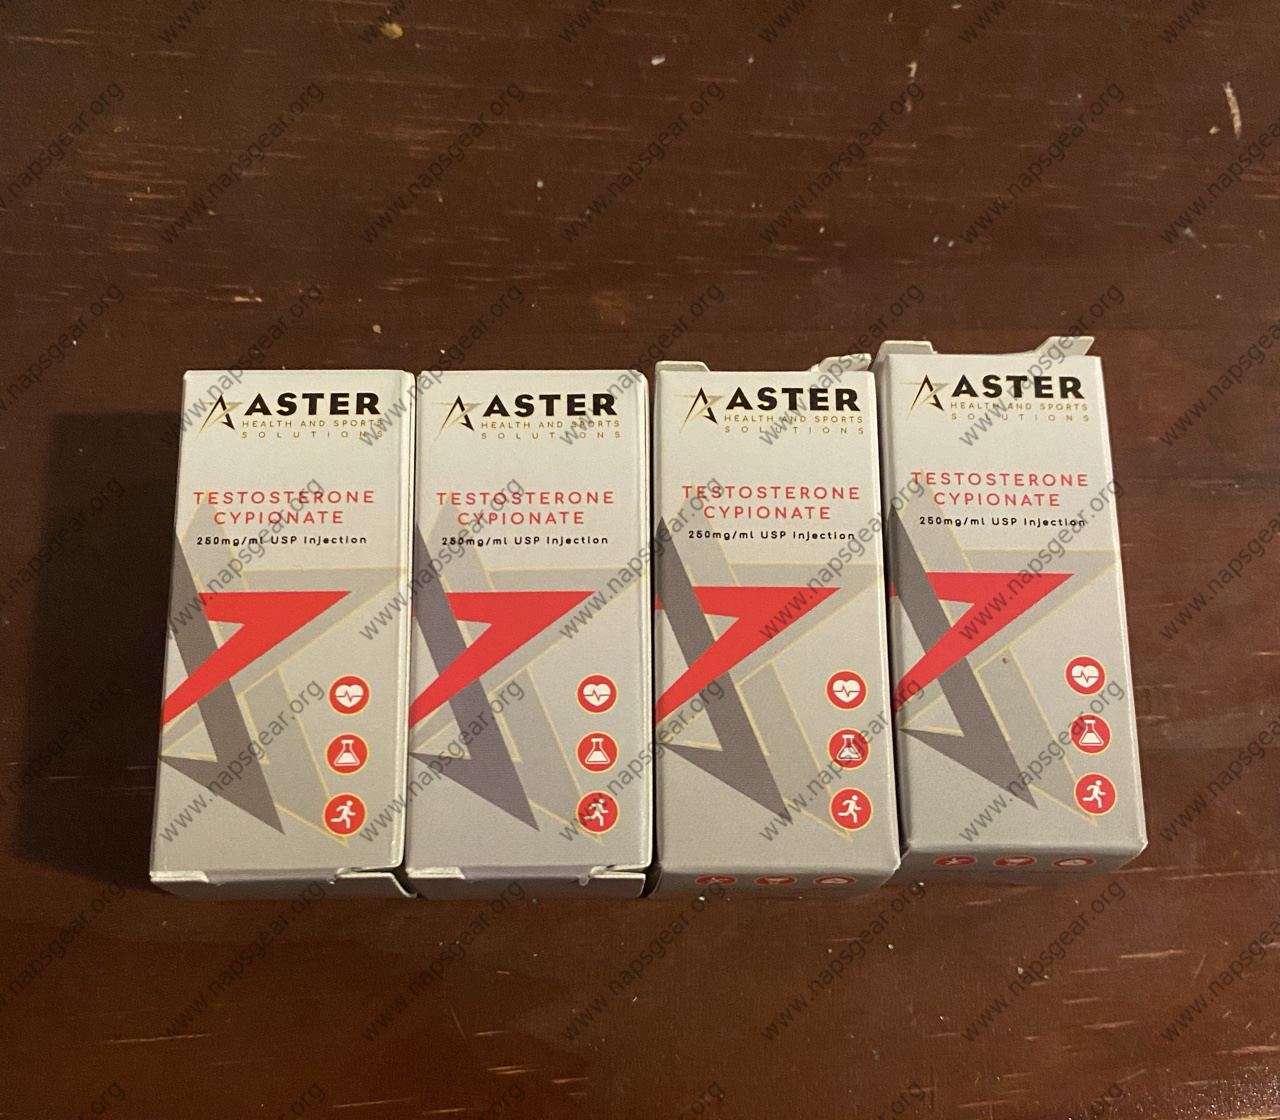 ASTER
HEALTH AND SPORTS
SOLUTIONS
TESTOSTERONE
CYPIONATE
250mg/ml USP Injection
ASTER
HEALTH AND SPORTS
SOLUTIONS
TESTOSTERONE
CYPIONATE
250mg/ml USP Injection
ASTER
HEALTH AND SPORTS
SOLUTIONS
TESTOSTERONE
CYPIONATE
250mg/ml USP Injection
ASTER
HEALTH AND SPORTS
SOLUTIONS
TESTOSTERONE
CYPIONATE
250mg/ml USP Injection
www.napsgear.org